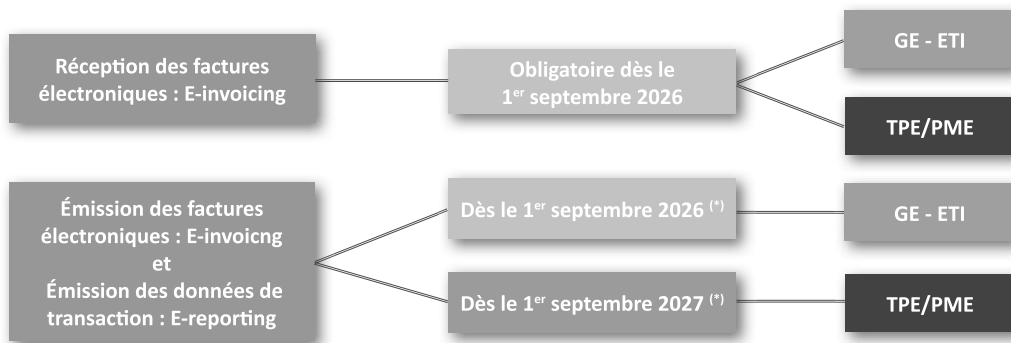 Réception des factures
électroniques : E-invoicing
Obligatoire dès le
1er septembre 2026
GE - ETI
TPE/PME
Émission des factures
électroniques : E-invoicng
et
Émission des données de
transaction : E-reporting
Dès le 1er septembre 2026 (*)
GE - ETI
Dès le 1er septembre 2027 (*)
TPE/PME